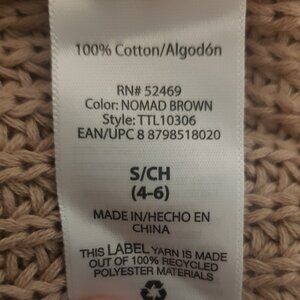 100% Cotton/Algodón
RN# 52469
Color: NOMAD BROWN
Style: TTL10306
EAN/UPC 8 8798518020
S/CH
(4-6)
MADE IN/HECHO EN
CHINA
THIS LABEL YARN IS MADE
OUT OF 100% RECYCLED
POLYESTER MATERIALS